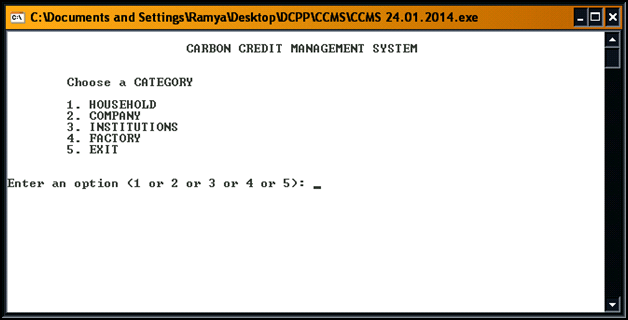 C:\Documents and Settings\Ramya\Desktop\DCPP\CCMS\CCMS 24.01.2014.exe
CARBON CREDIT MANAGEMENT SYSTEM
Choose a CATEGORY
1. HOUSEHOLD
2. COMPANY
3. INSTITUTIONS
4. FACTORY
5. EXIT
Enter an option (1 or 2 or 3 or 4 or 5): _